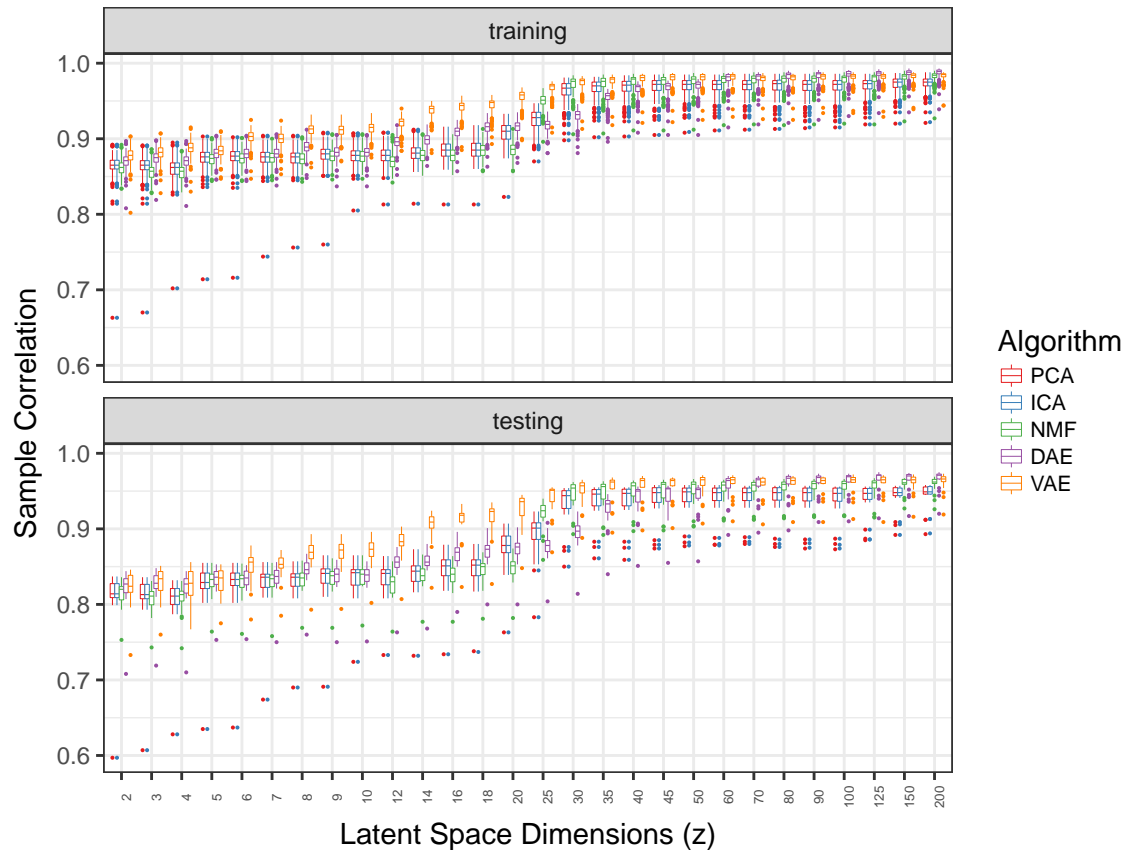 training
1.0
0.9
0.8
0.7
0.6
testing
1.0
0.9
0.8
0.7
0.6
Sample Correlation
2 3 4 5 6 7 8 9 10 12 14 16 18 20 25 30 35 40 45 50 60 70 80 90 100 125 150 200
Latent Space Dimensions (z)
Algorithm
PCA
ICA
NMF
DAE
VAE